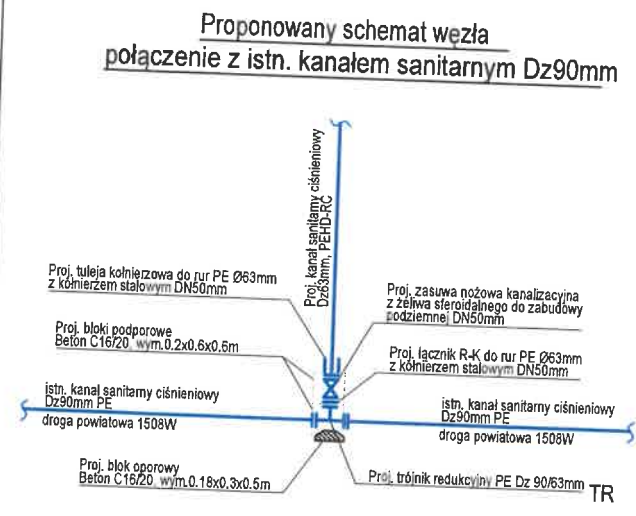 Proponowany schemat węzła
połączenie z istn. kanałem sanitarnym Dz90mm
Proj. kanał sanitarny ciśnieniowy
Dz63mm, PEHD-RC
Proj. tuleja kołnierzowa do rur PE Ø63mm
z kołnierzem stalowym DN50mm
Proj. zasuwa nożowa kanalizacyjna
z żeliwa sferoidalnego do zabudowy
podziemnej DN50mm
Proj. bloki podporowe
Beton C16/20, wym.0.2x0.6x0.6m
Proj. łącznik R-K do rur PE Ø63mm
z kołnierzem stalowym DN50mm
istn. kanał sanitarny ciśnieniowy
Dz90mm PE
droga powiatowa 1508W
istn. kanał sanitarny ciśnieniowy
Dz90mm PE
droga powiatowa 1508W
Proj. blok oporowy
Beton C16/20, wym.0.18x0.3x0.5m
Proj. trójnik redukcyjny PE Dz 90/63mm
TR